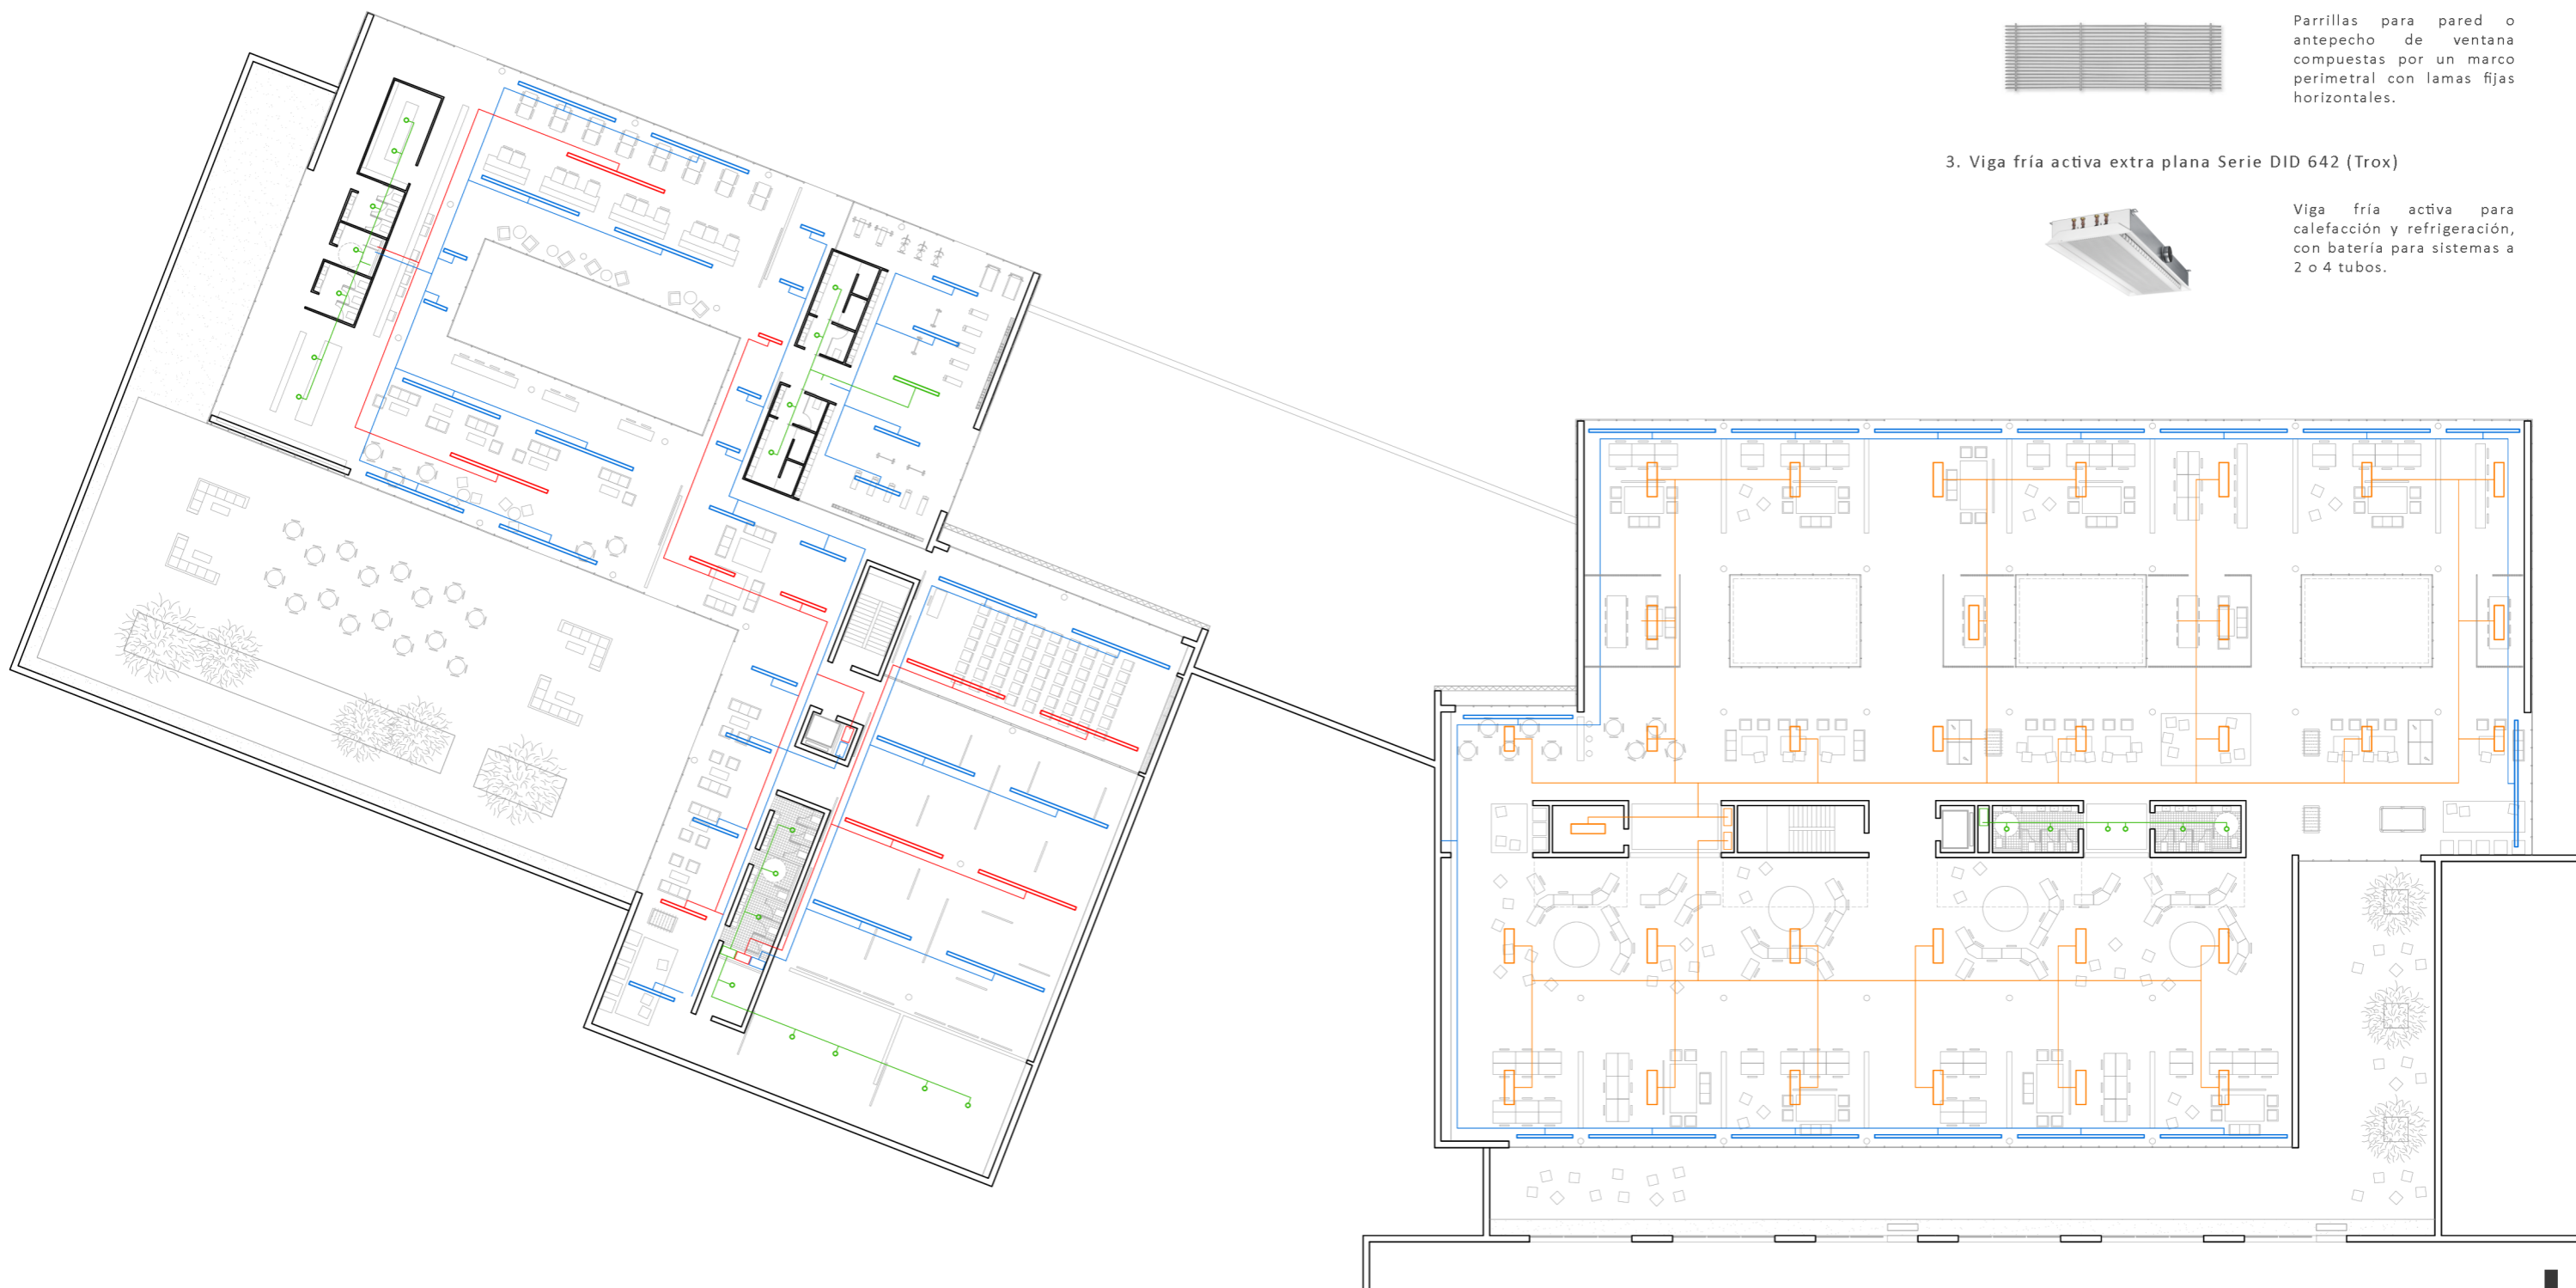 Parrillas para pared o
antepecho de ventana
compuestas por un marco
perimetral con lamas fijas
horizontales.
3. Viga fría activa extra plana Serie DID 642 (Trox)
Viga fría activa para
calefacción y refrigeración,
con batería para sistemas a
2 o 4 tubos.